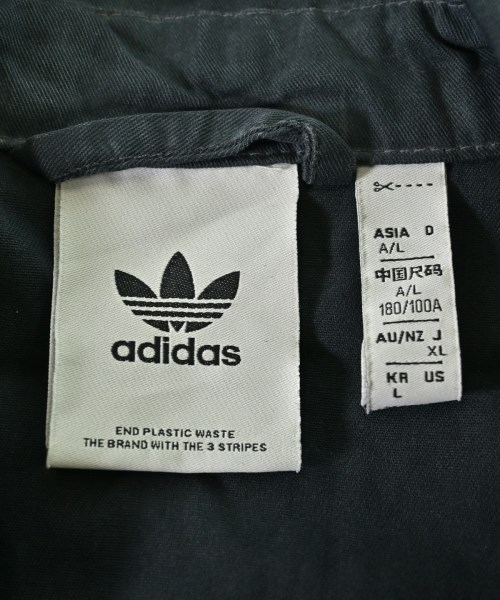 adidas
END PLASTIC WASTE
THE BRAND WITH THE 3 STRIPES
ASIA D
A/L
中国尺码
A/L
180/100A
AU/NZ J
XL
KR US
L